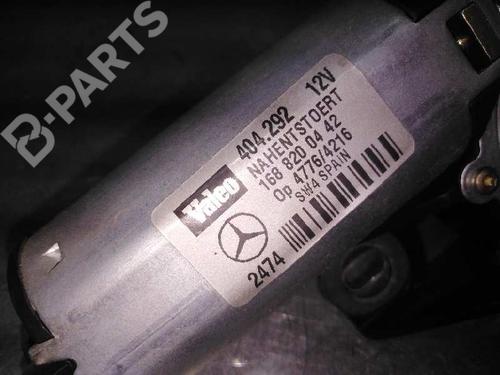 B-PARTS
Valeo 404.292 12V
NAHENTSTOERT
168 820 04 42
Op 4776/4216
SW4 SPAIN
2474